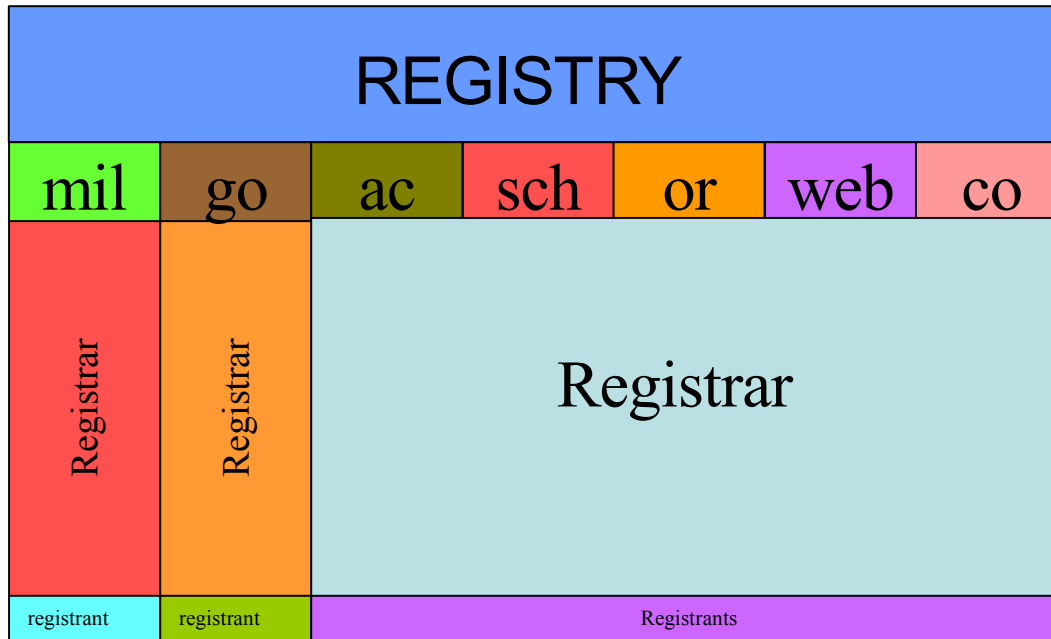 REGISTRY
mil go ac sch or web co
Registrar Registrar Registrar
registrant registrant Registrants